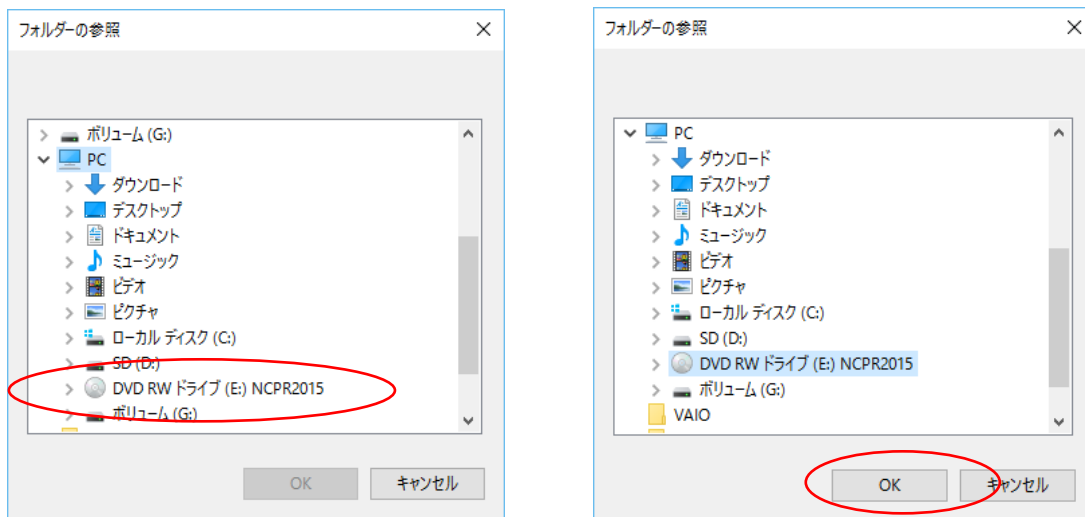 フォルダーの参照
ボリューム (G:)
PC
ダウンロード
デスクトップ
ドキュメント
ミュージック
ビデオ
ピクチャ
ローカル ディスク (C:)
SD (D:)
DVD RW ドライブ (E:) NCPR2015
ボリューム (G:)
OK
キャンセル
フォルダーの参照
PC
ダウンロード
デスクトップ
ドキュメント
ミュージック
ビデオ
ピクチャ
ローカル ディスク (C:)
SD (D:)
DVD RW ドライブ (E:) NCPR2015
ボリューム (G:)
VAIO
OK
キャンセル